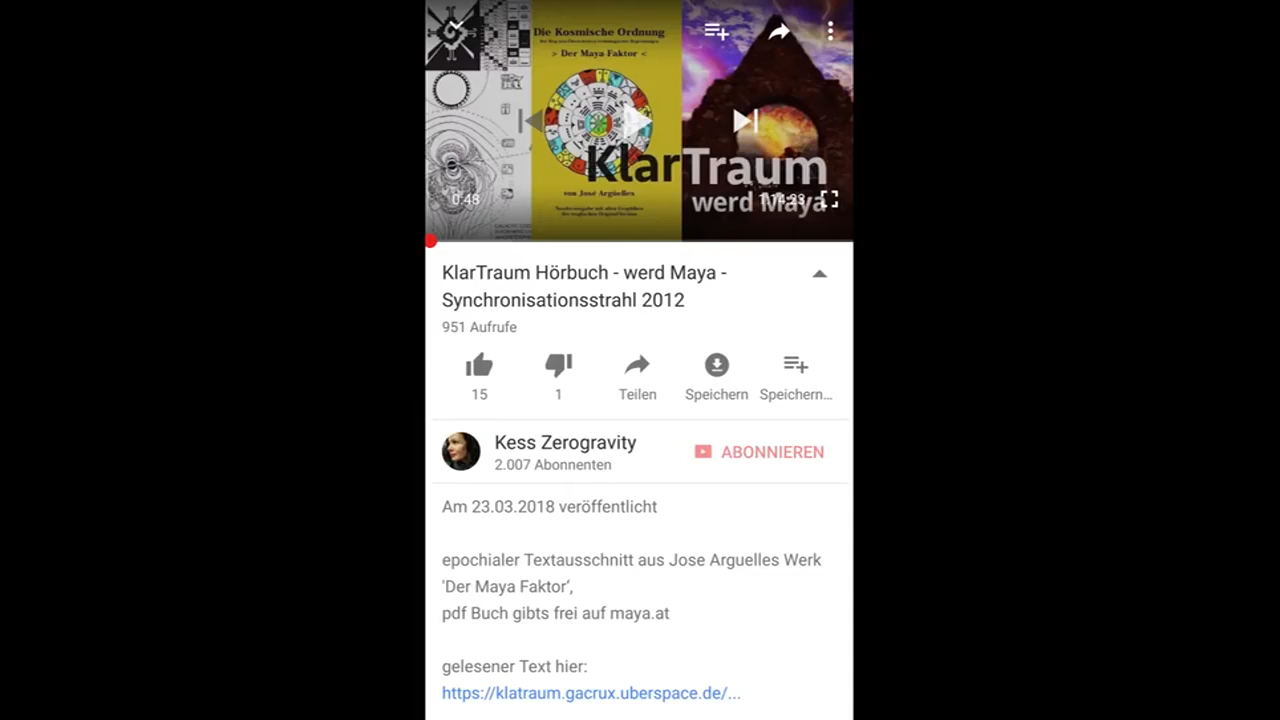 Die Kosmische Ordnung
> Der Maya Faktor <
von José Argüelles
KlarTraum
werd Maya
0:48
1:14:23
KlarTraum Hörbuch - werd Maya -
Synchronisationsstrahl 2012
951 Aufrufe
15
1
Teilen
Speichern
Speichern…
Kess Zerogravity
2.007 Abonnenten
ABONNIEREN
Am 23.03.2018 veröffentlicht
epochialer Textausschnitt aus Jose Arguelles Werk
'Der Maya Faktor‘,
pdf Buch gibts frei auf maya.at
gelesener Text hier:
https://klatraum.gacrux.uberspace.de/...